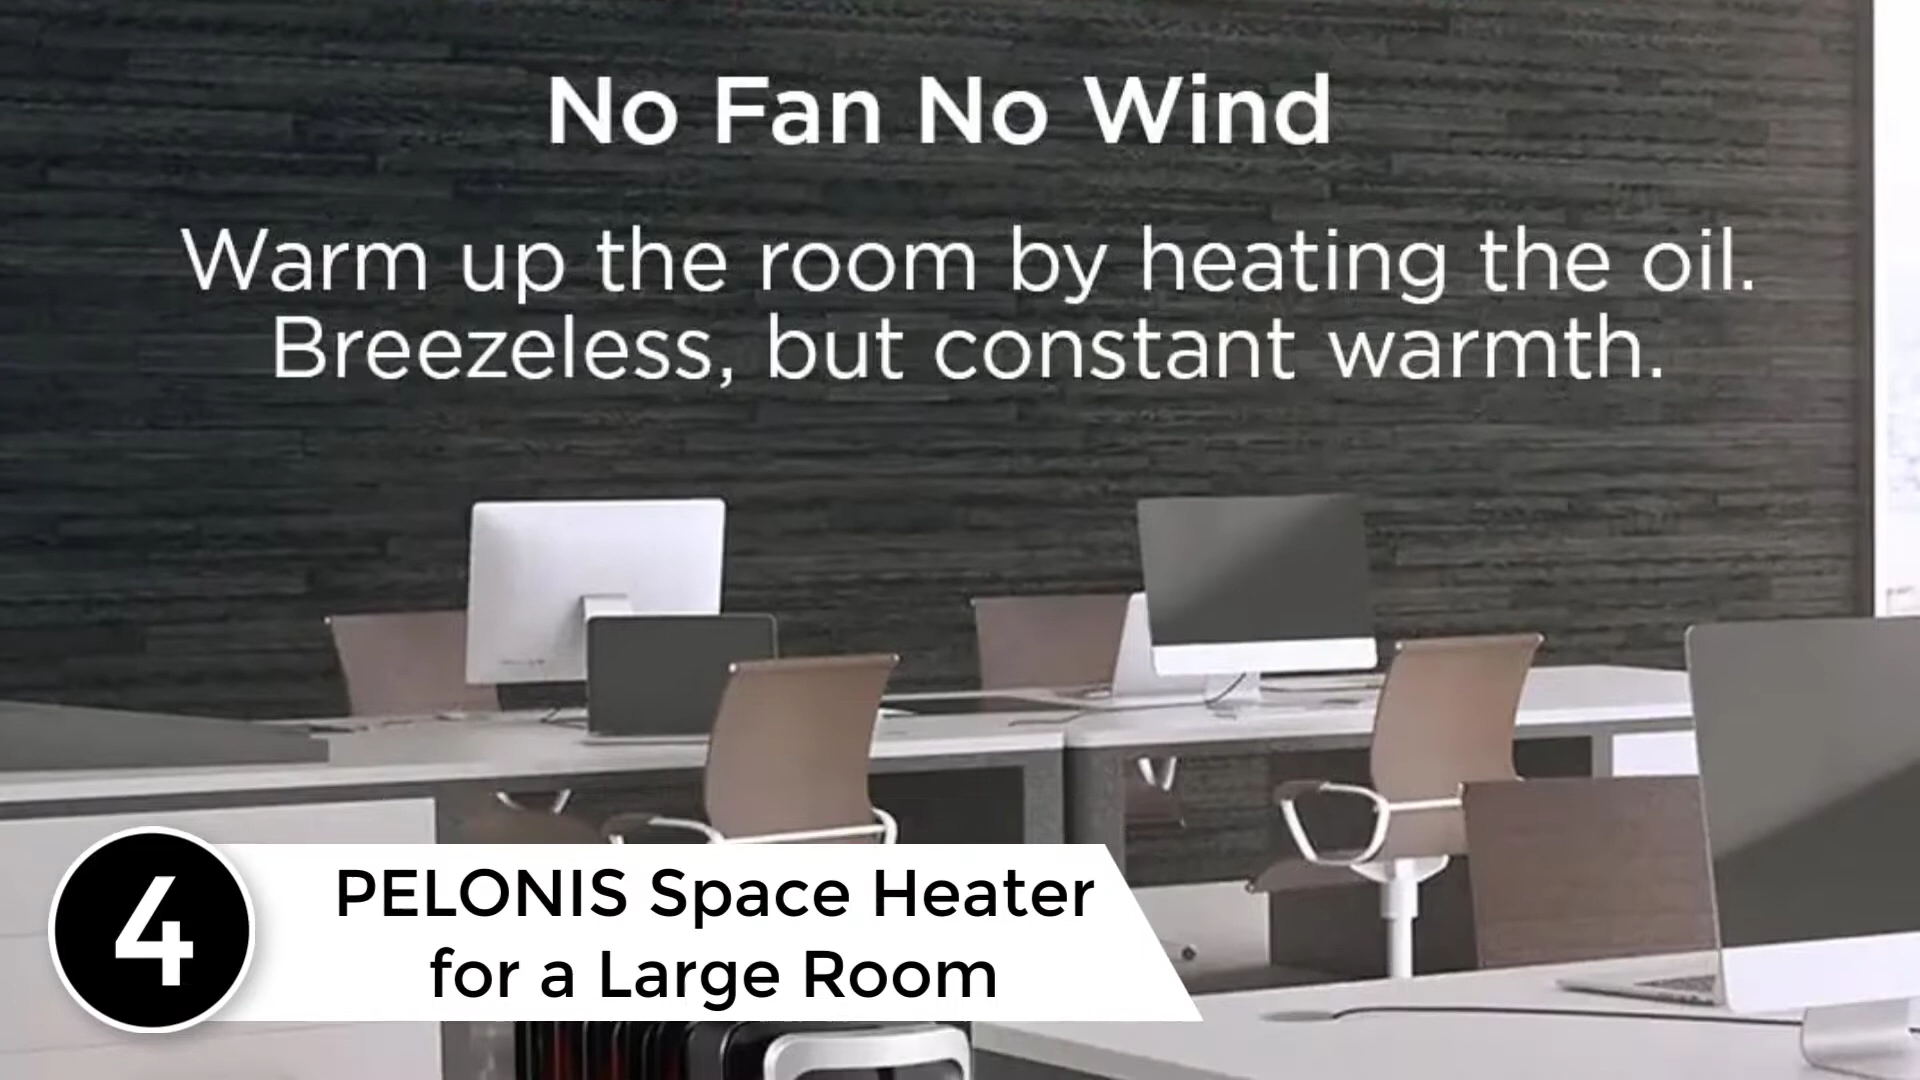 No Fan No Wind
Warm up the room by heating the oil.
Breezeless, but constant warmth.
4
PELONIS Space Heater
for a Large Room